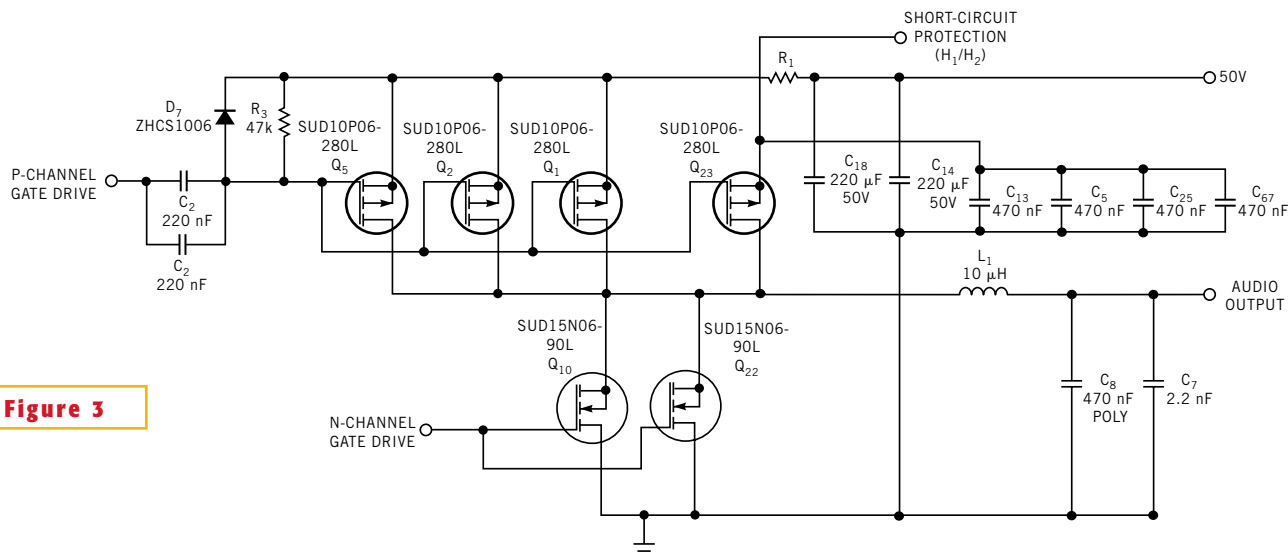 SHORT-CIRCUIT
PROTECTION
(H₁/H₂)
R₁
50V
D₇
ZHCS1006
R₃
47k
SUD10P06-
280L
Q₅
SUD10P06-
280L
Q₂
SUD10P06-
280L
Q₁
SUD10P06-
280L
Q₂₃
P-CHANNEL
GATE DRIVE
C₂
220 nF
C₂
220 nF
C₁₈
220 µF
50V
C₁₄
220 µF
50V
C₁₃
470 nF
C₅
470 nF
C₂₅
470 nF
C₆₇
470 nF
L₁
10 µH
AUDIO
OUTPUT
SUD15N06-
90L
Q₁₀
SUD15N06-
90L
Q₂₂
C₈
470 nF
POLY
C₇
2.2 nF
Figure 3
N-CHANNEL
GATE DRIVE